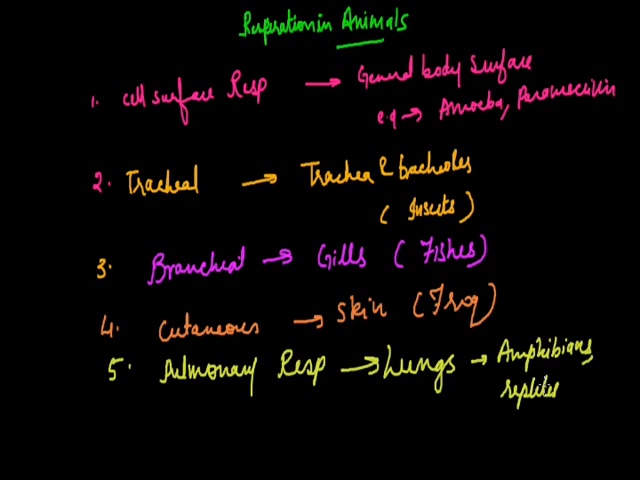 Respiration in Animals
1. Cell surface Resp → General body surface
e.g → Amoeba, Paramecium
2. Tracheal → Trachea & tracheoles
(Insects)
3. Branchial → Gills (Fishes)
4. Cutaneous → Skin (Frog)
5. Pulmonary Resp → Lungs → Amphibians,
reptiles